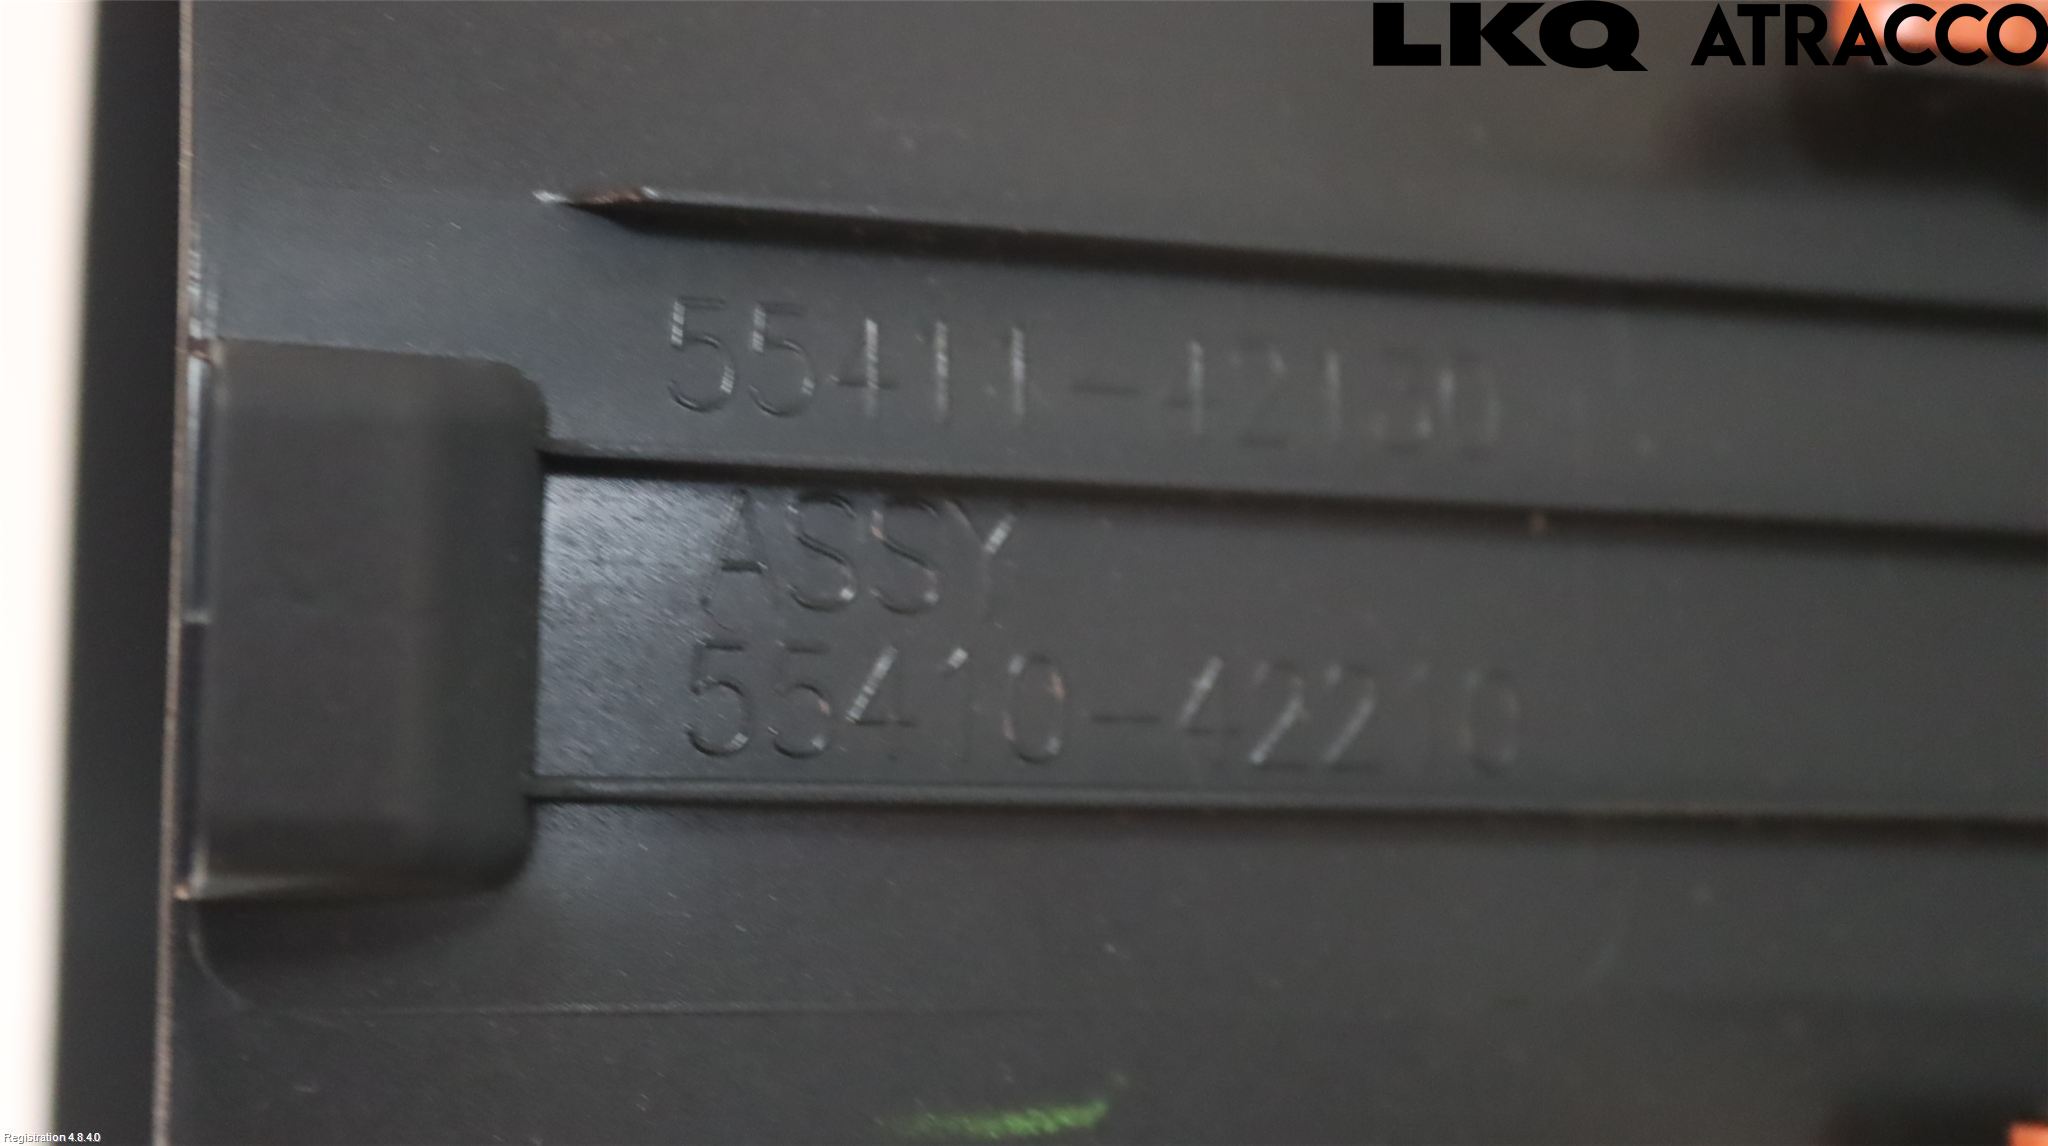 LKQ ATRACCO
55411-42130
ASSY
55410-42210
Registration 4.8.4.0